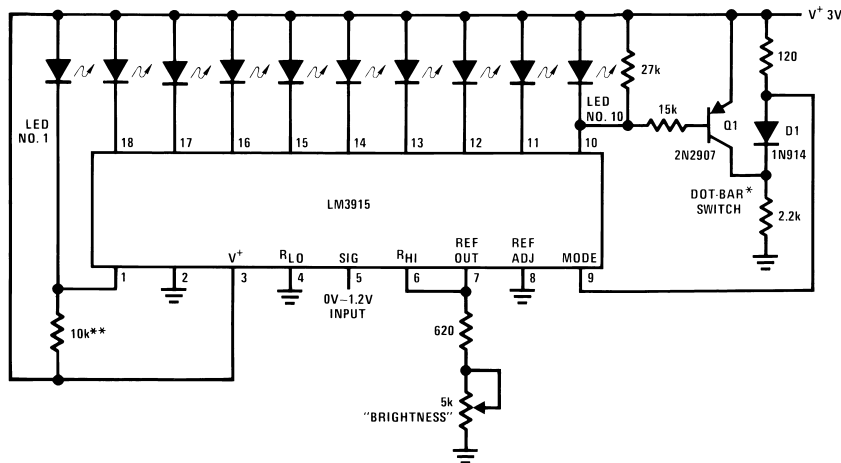 V+ 3V
27k
120
LED
NO. 1
LED
NO. 10
15k
Q1
2N2907
D1
1N914
18
17
16
15
14
13
12
11
10
DOT-BAR*
SWITCH
2.2k
LM3915
V+
RLO
SIG
RHI
REF
OUT
REF
ADJ
MODE
1
2
3
4
5
6
7
8
9
0V–1.2V
INPUT
10k**
620
5k
"BRIGHTNESS"